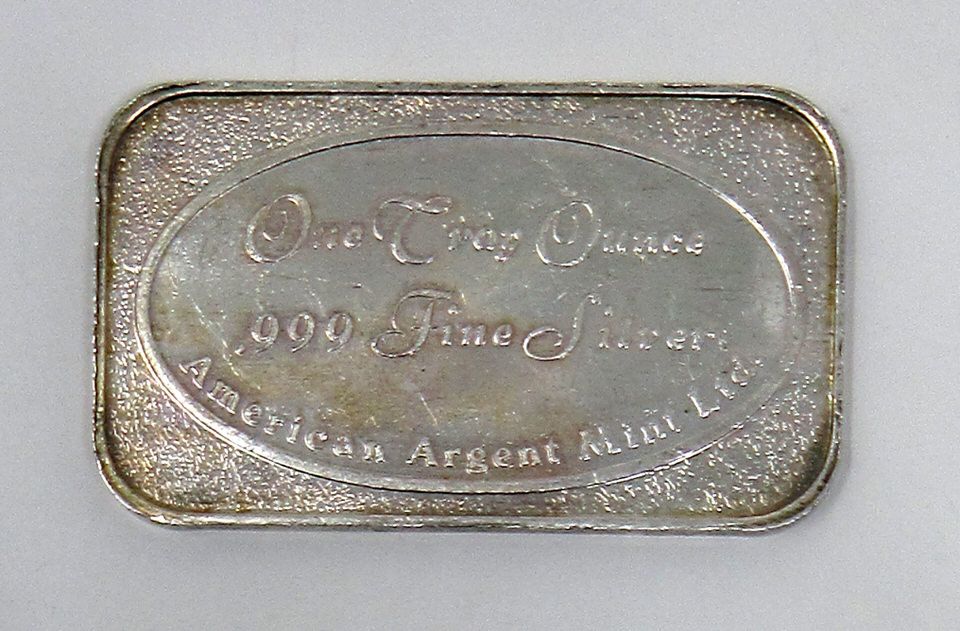 One Troy Ounce
.999 Fine Silver
American Argent Mint Ltd.